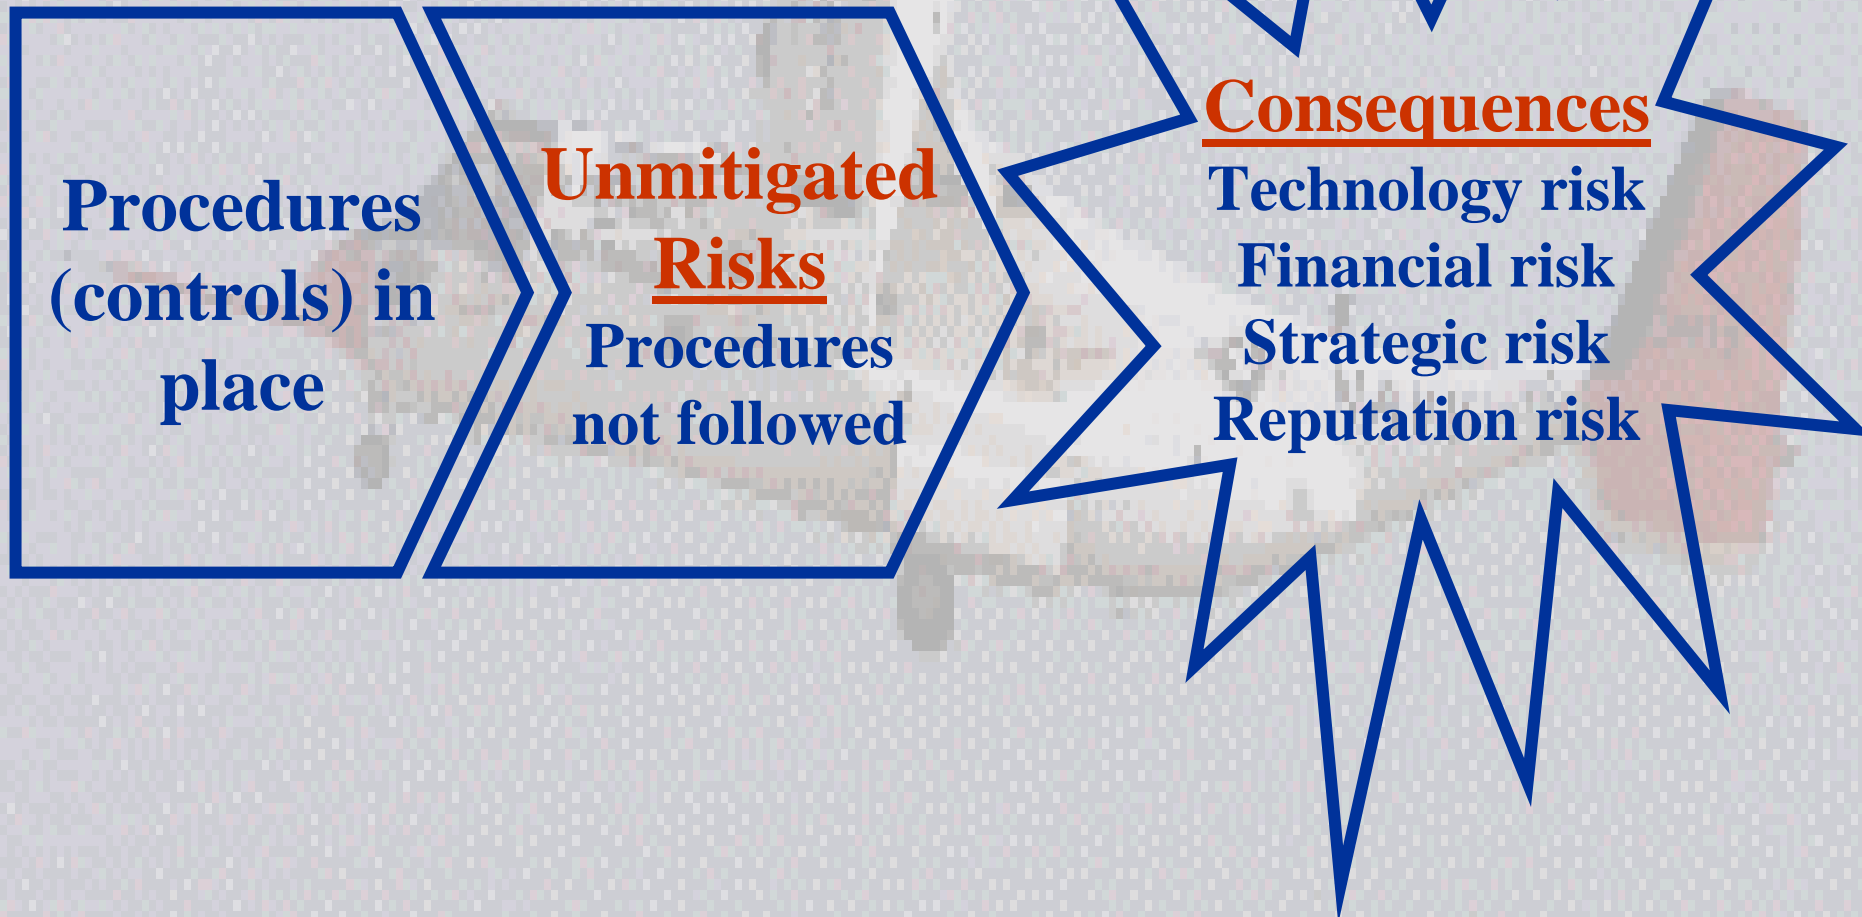 Procedures
(controls) in
place
Unmitigated
Risks
Procedures
not followed
Consequences
Technology risk
Financial risk
Strategic risk
Reputation risk